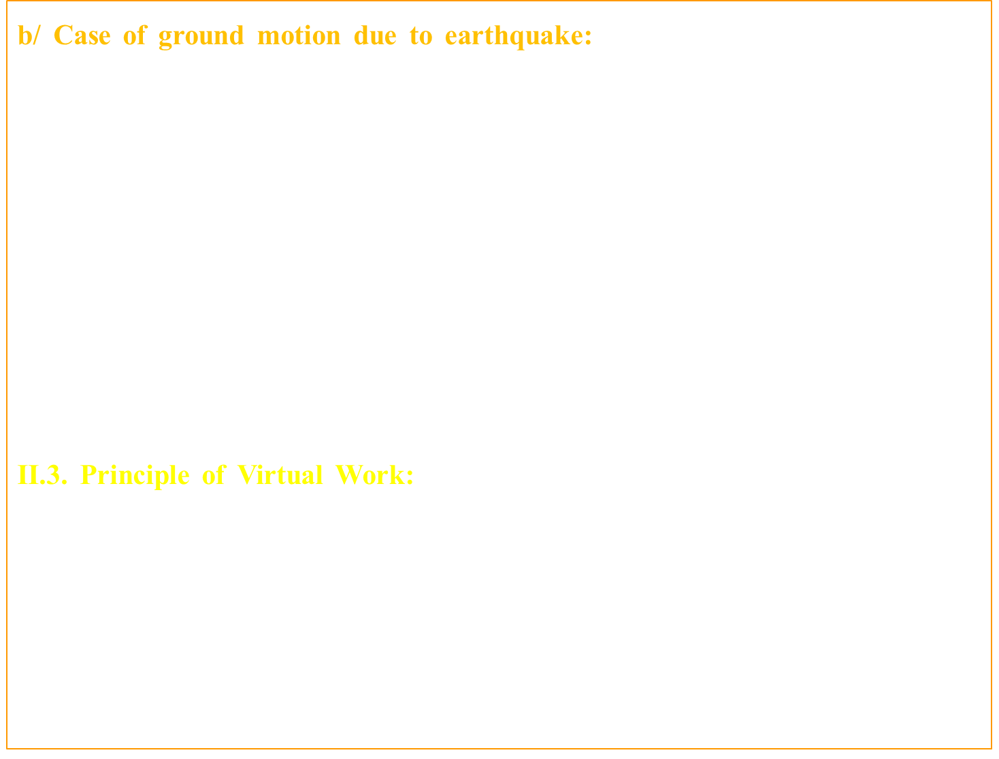 b/ Case of ground motion due to earthquake:
II.3. Principle of Virtual Work: